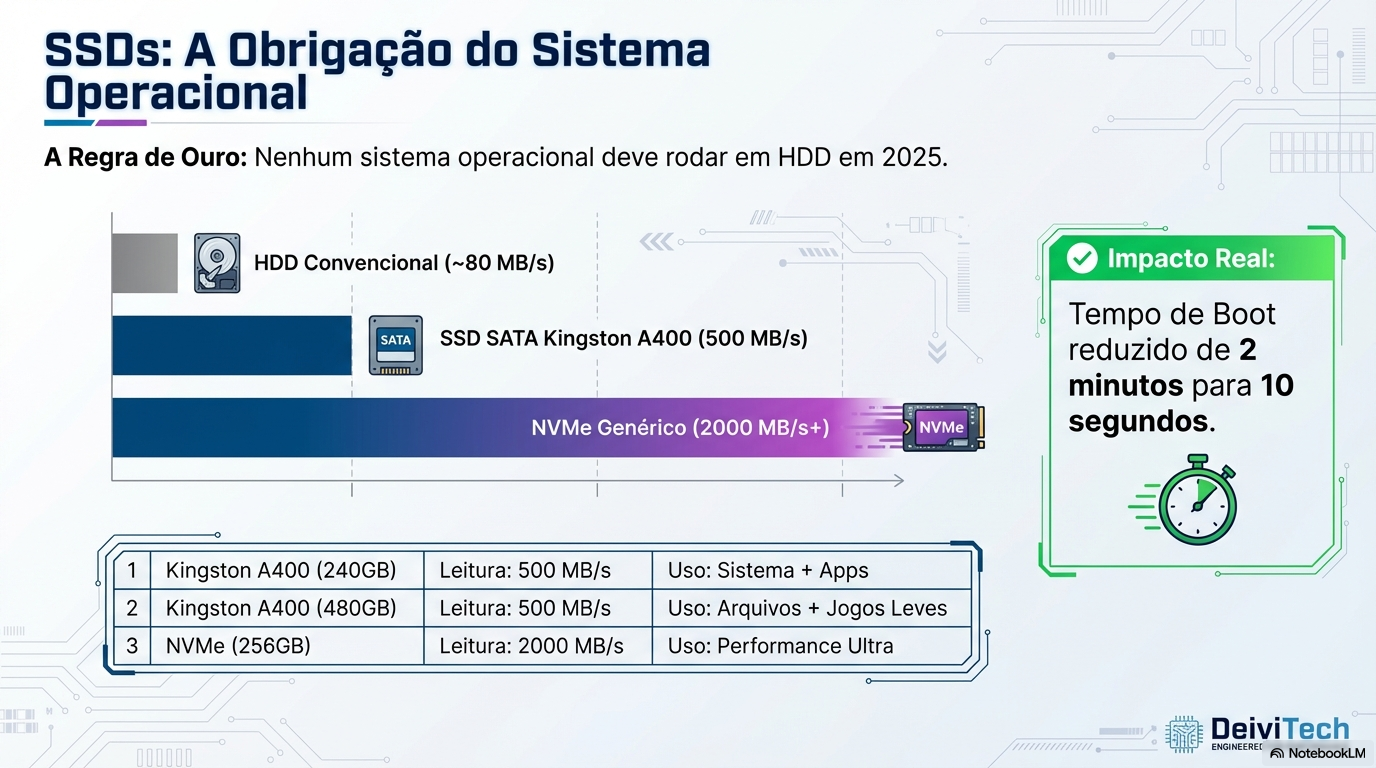 SSDs: A Obrigação do Sistema
Operacional
A Regra de Ouro: Nenhum sistema operacional deve rodar em HDD em 2025.
HDD Convencional (~80 MB/s)
SATA
SSD SATA Kingston A400 (500 MB/s)
NVMe Genérico (2000 MB/s+)
NVMe
Impacto Real:
Tempo de Boot
reduzido de 2
minutos para 10
segundos.
1 Kingston A400 (240GB) Leitura: 500 MB/s Uso: Sistema + Apps
2 Kingston A400 (480GB) Leitura: 500 MB/s Uso: Arquivos + Jogos Leves
3 NVMe (256GB) Leitura: 2000 MB/s Uso: Performance Ultra
DeiviTech
NotebookLM